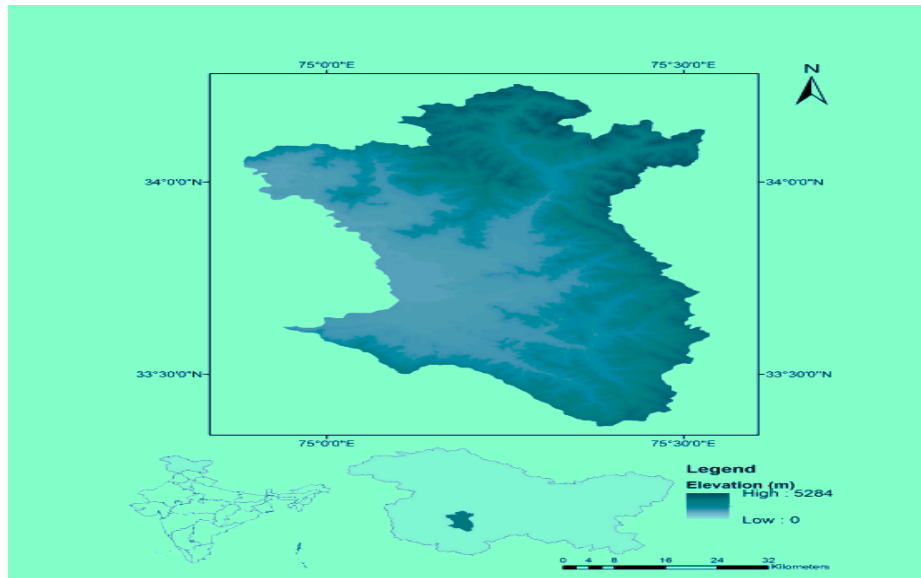 75°0'0"E 75°30'0"E
N
34°0'0"N 34°0'0"N
33°30'0"N 33°30'0"N
75°0'0"E 75°30'0"E
Legend
Elevation (m)
High : 5284
Low : 0
0 4 8 16 24 32
Kilometers